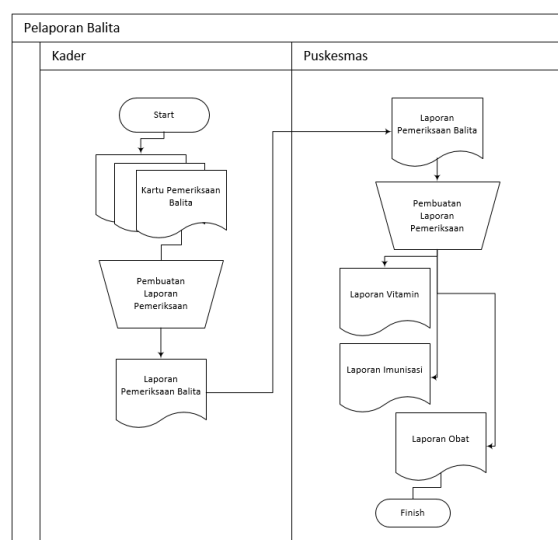 Pelaporan Balita
Kader
Puskesmas
Start
Kartu Pemeriksaan
Balita
Pembuatan
Laporan
Pemeriksaan
Laporan
Pemeriksaan Balita
Laporan
Pemeriksaan Balita
Pembuatan
Laporan
Pemeriksaan
Laporan Vitamin
Laporan Imunisasi
Laporan Obat
Finish